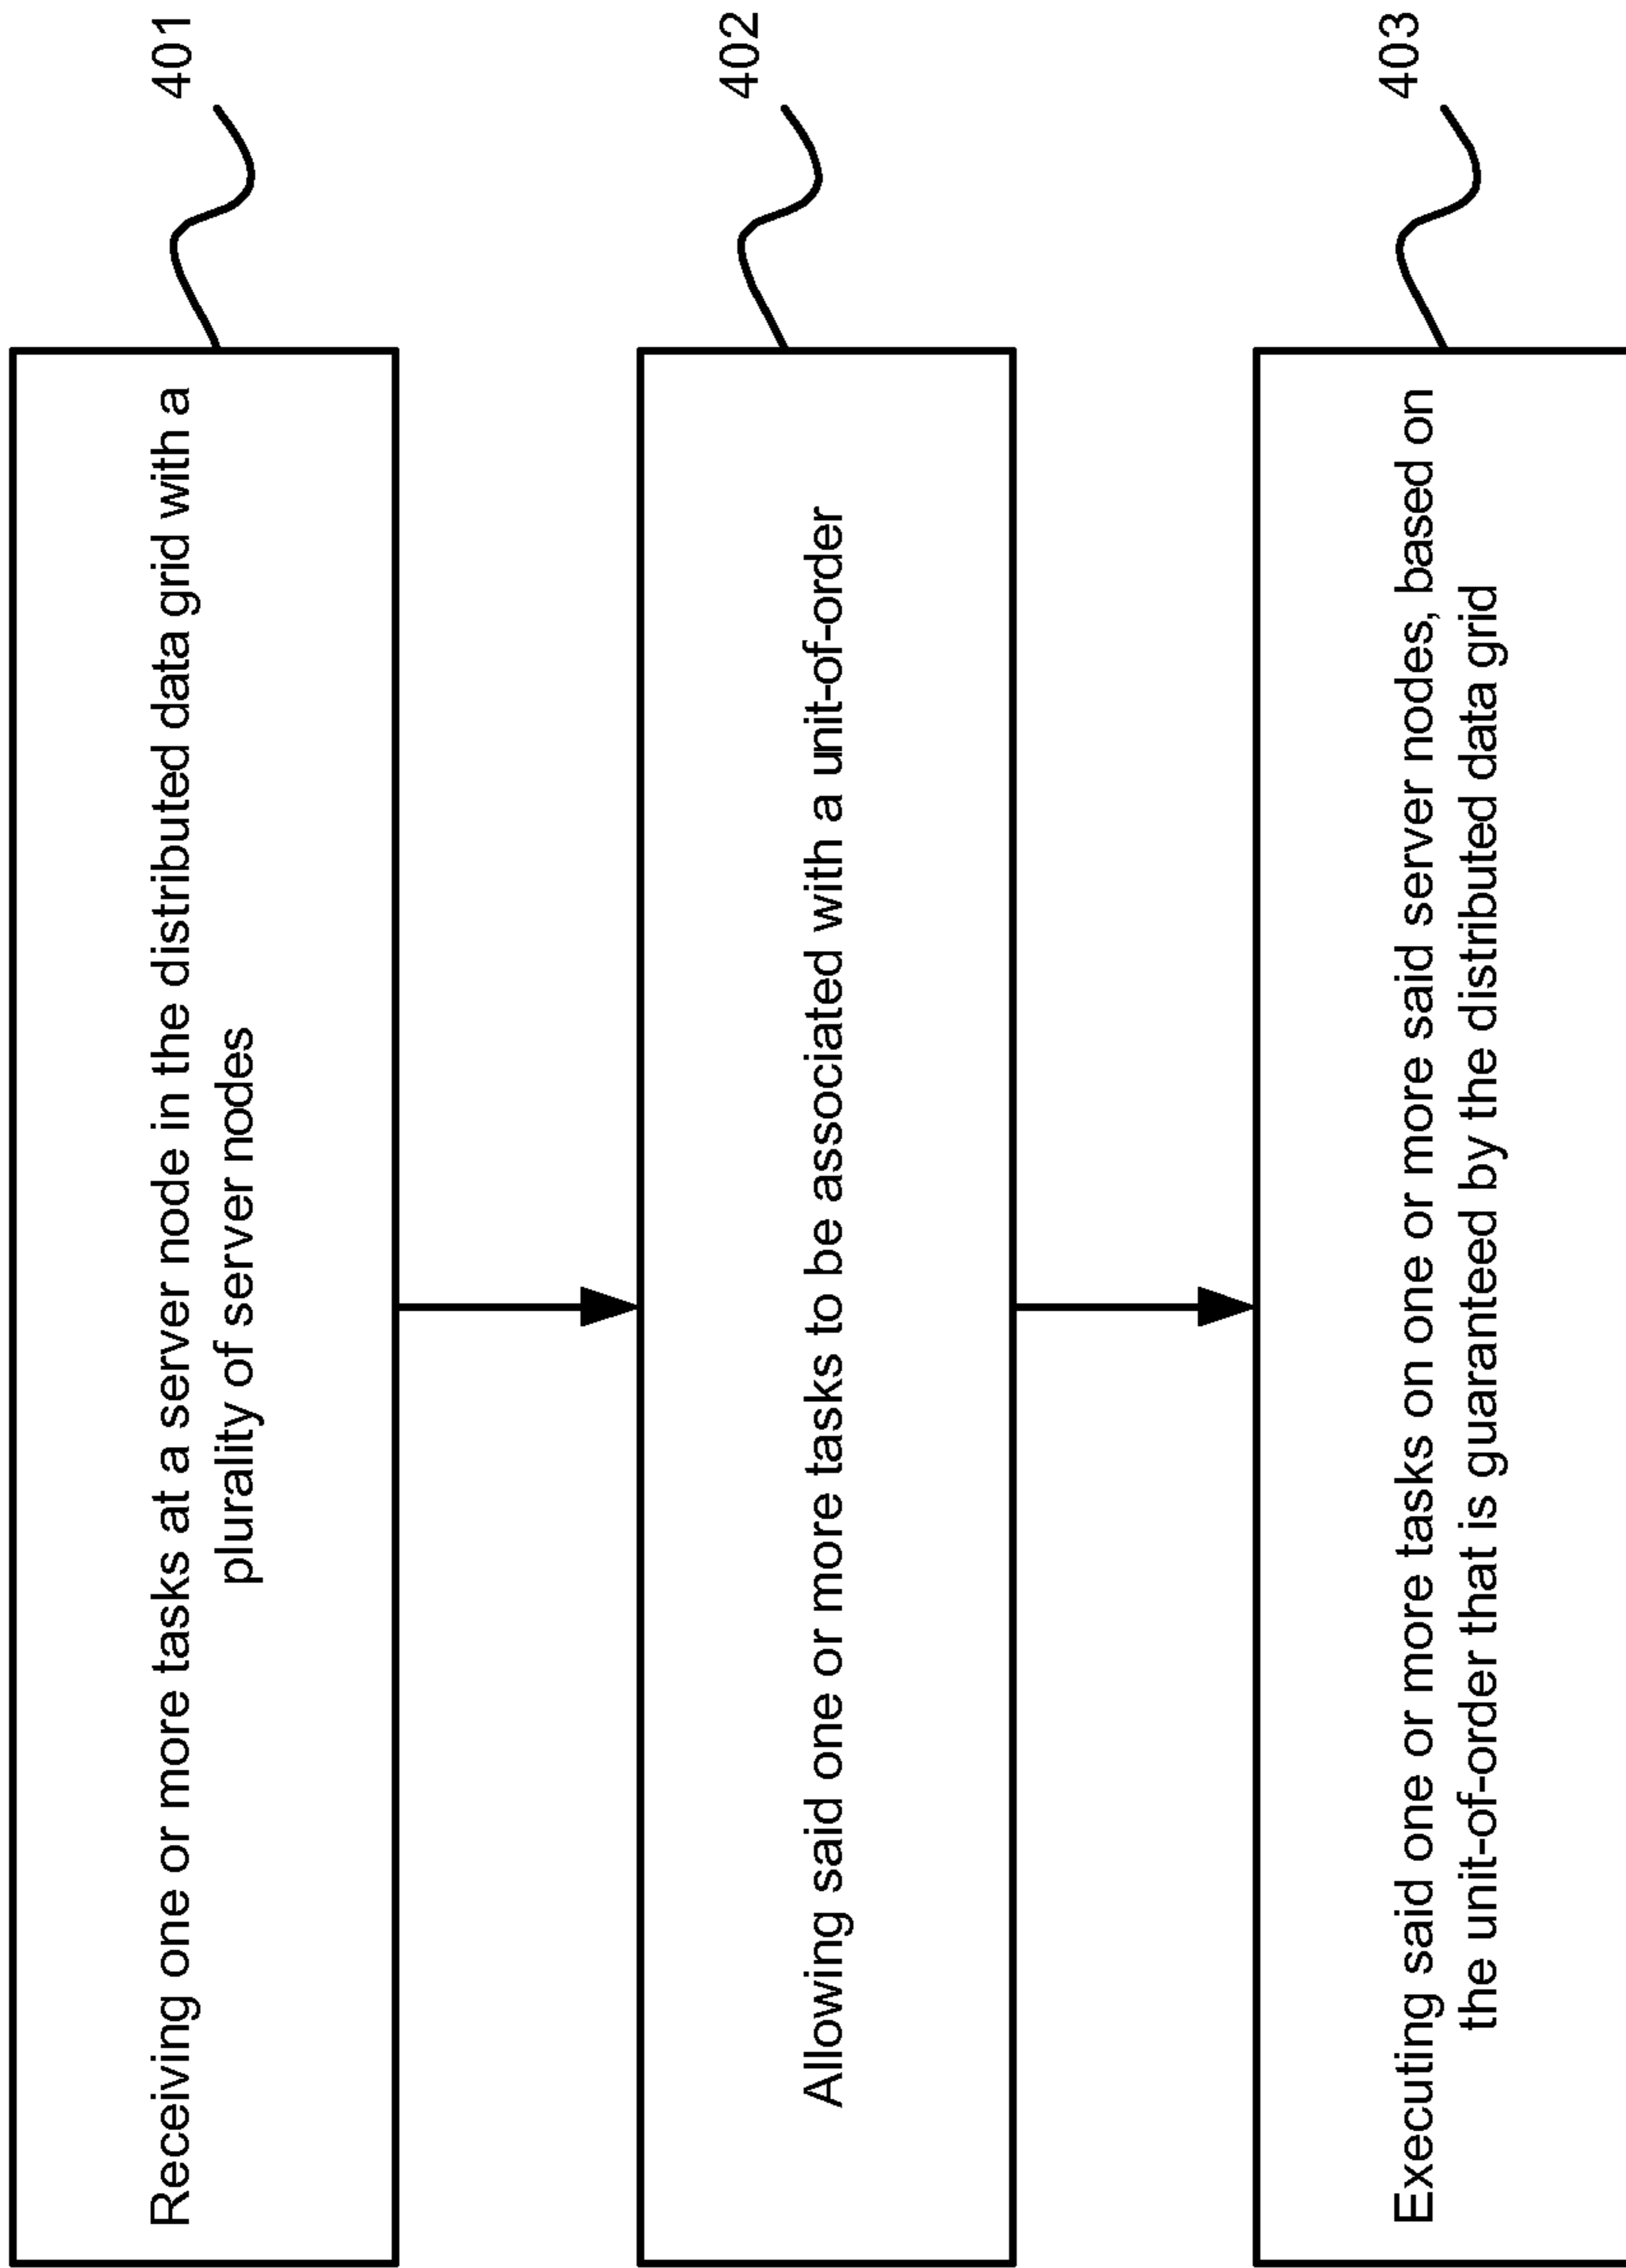 Receiving one or more tasks at a server node in the distributed data grid with a
plurality of server nodes
401
Allowing said one or more tasks to be associated with a unit-of-order
402
Executing said one or more tasks on one or more said server nodes, based on
the unit-of-order that is guaranteed by the distributed data grid
403